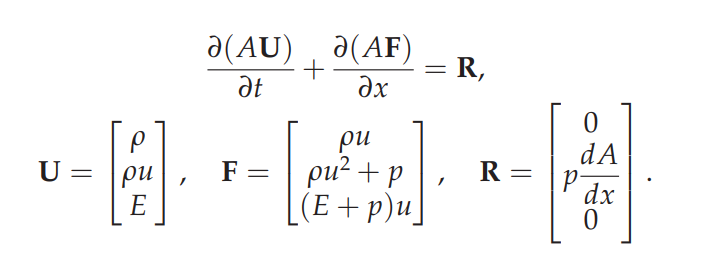 ∂(AU)/∂t + ∂(AF)/∂x = R,
U = [ρ; ρu; E], F = [ρu; ρu² + p; (E + p)u], R = [0; p dA/dx; 0].